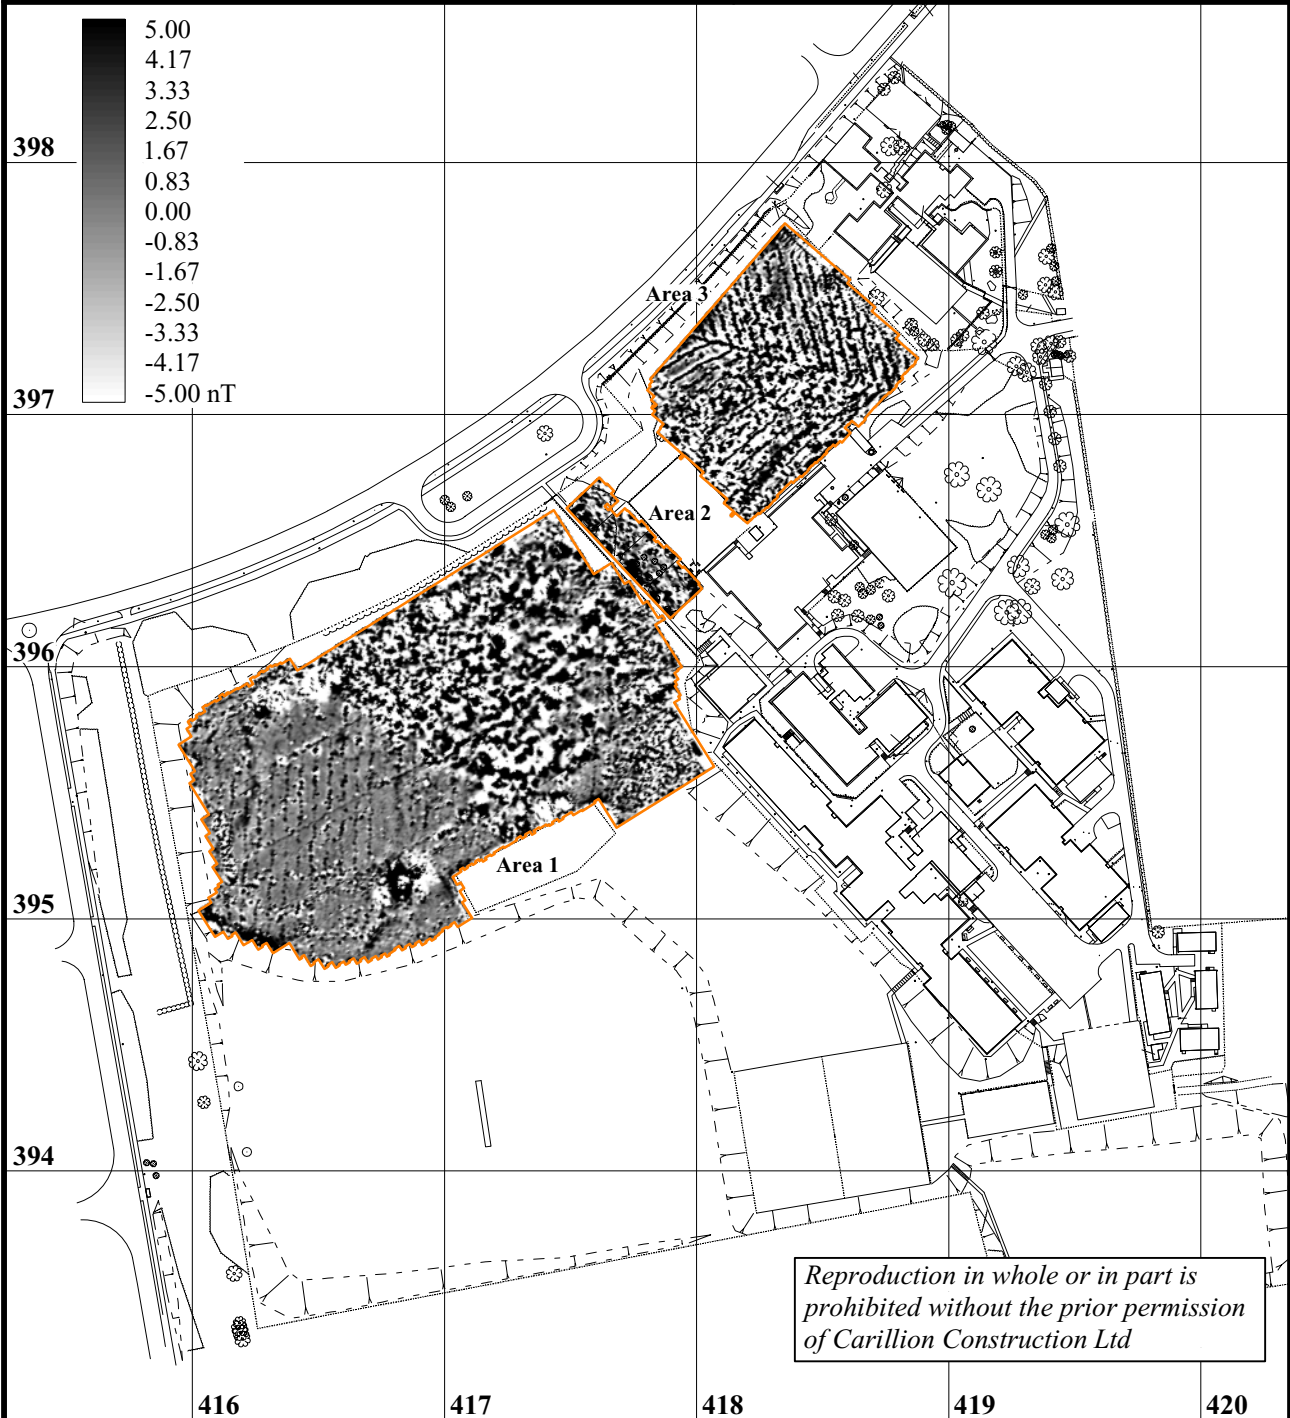 5.00
4.17
3.33
2.50
1.67
0.83
0.00
-0.83
-1.67
-2.50
-3.33
-4.17
-5.00 nT
398
Area 3
397
Area 2
396
Area 1
395
394
Reproduction in whole or in part is
prohibited without the prior permission
of Carillion Construction Ltd
416 417 418 419 420